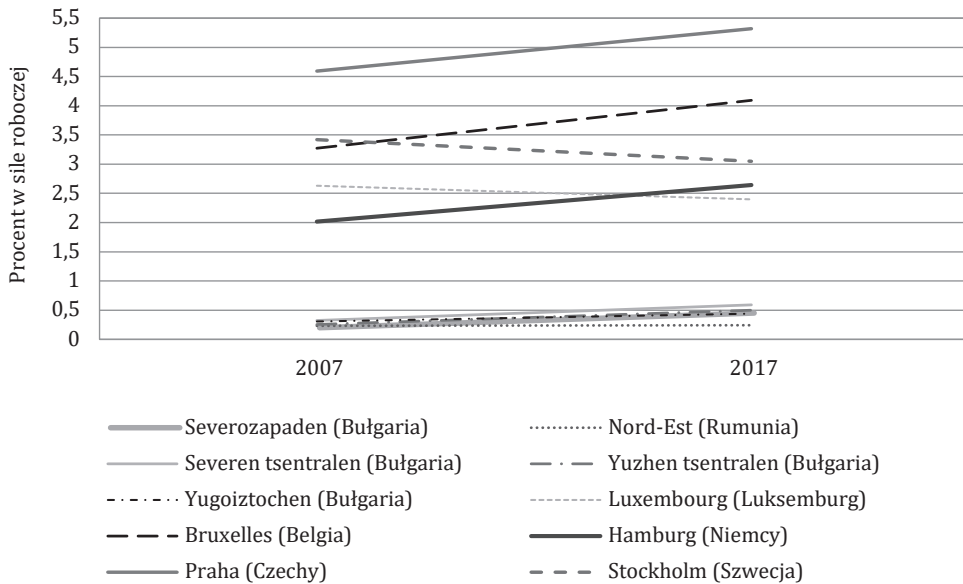 5,5
5
4,5
4
3,5
3
2,5
2
1,5
1
0,5
0
Procent w sile roboczej
2007 2017
Severozapaden (Bułgaria) Nord-Est (Rumunia)
Severen tsentralen (Bułgaria) Yuzhen tsentralen (Bułgaria)
Yugoiztochen (Bułgaria) Luxembourg (Luksemburg)
Bruxelles (Belgia) Hamburg (Niemcy)
Praha (Czechy) Stockholm (Szwecja)